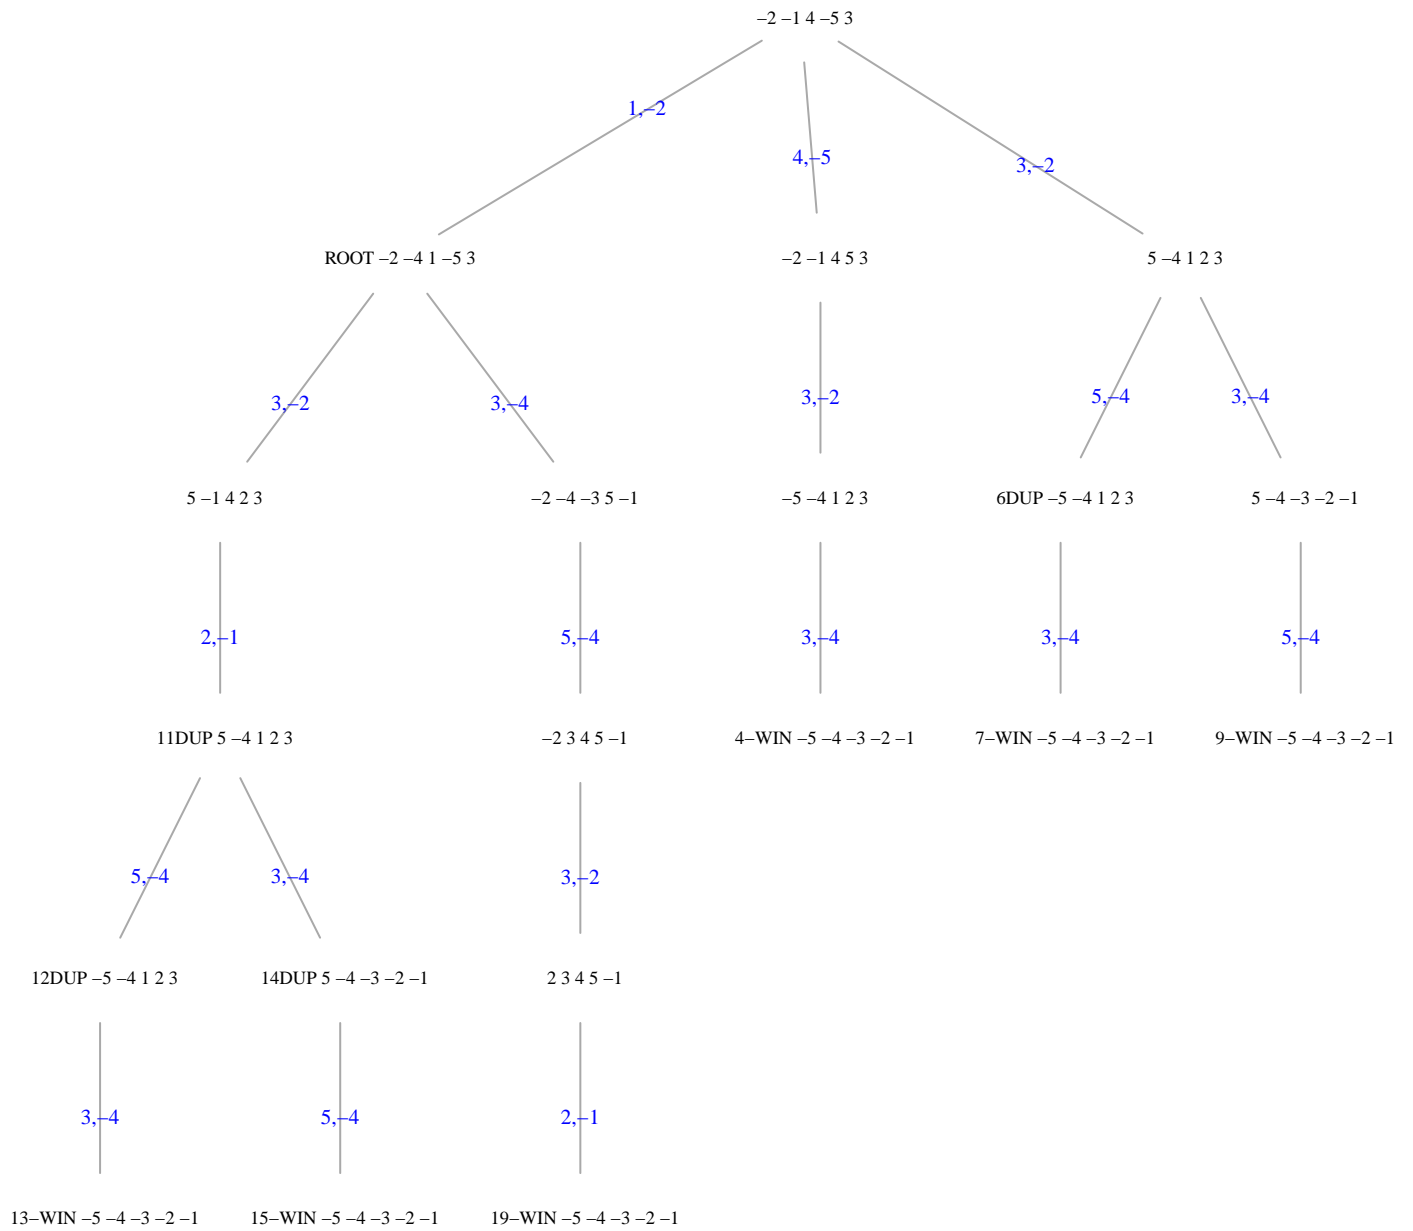 –2 –1 4 –5 3
1,–2
4,–5
3,–2
ROOT –2 –4 1 –5 3
–2 –1 4 5 3
5 –4 1 2 3
3,–2
3,–4
3,–2
5,–4
3,–4
5 –1 4 2 3
–2 –4 –3 5 –1
–5 –4 1 2 3
6DUP –5 –4 1 2 3
5 –4 –3 –2 –1
2,–1
5,–4
3,–4
3,–4
5,–4
11DUP 5 –4 1 2 3
–2 3 4 5 –1
4–WIN –5 –4 –3 –2 –1
7–WIN –5 –4 –3 –2 –1
9–WIN –5 –4 –3 –2 –1
5,–4
3,–4
3,–2
12DUP –5 –4 1 2 3
14DUP 5 –4 –3 –2 –1
2 3 4 5 –1
3,–4
5,–4
2,–1
13–WIN –5 –4 –3 –2 –1
15–WIN –5 –4 –3 –2 –1
19–WIN –5 –4 –3 –2 –1